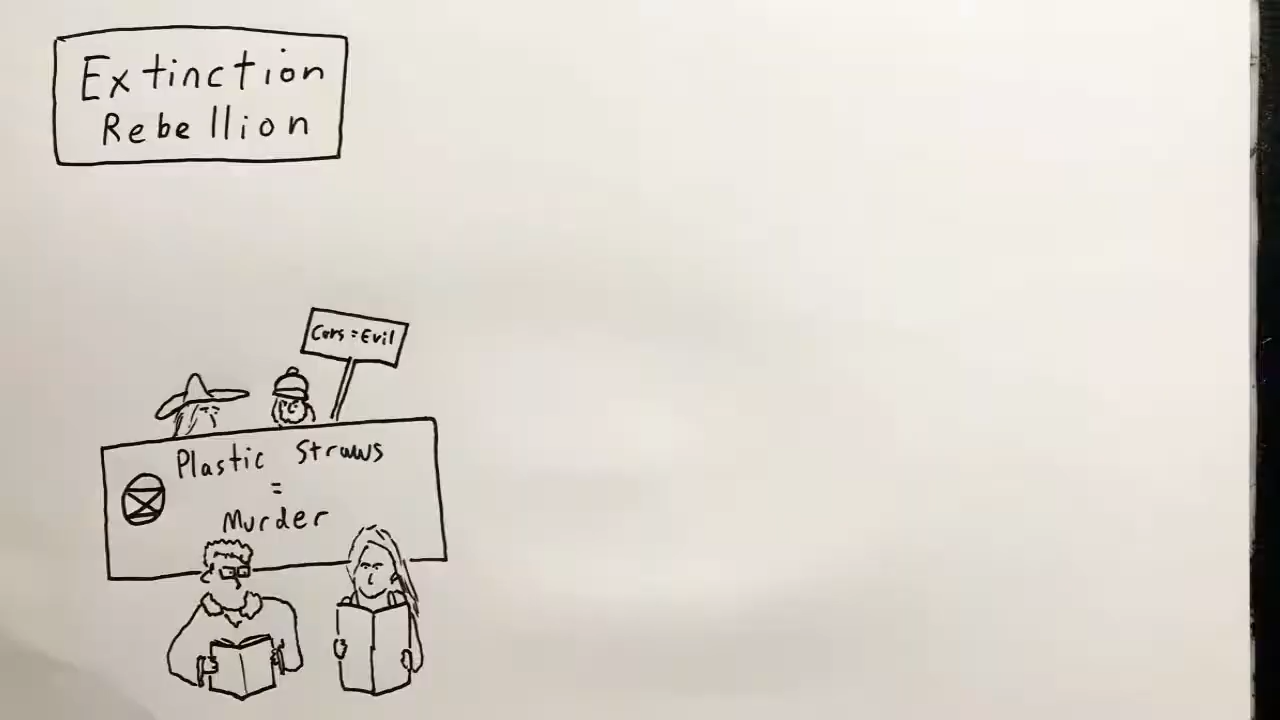 Extinction
Rebellion
Cars = Evil
Plastic Straws
=
Murder